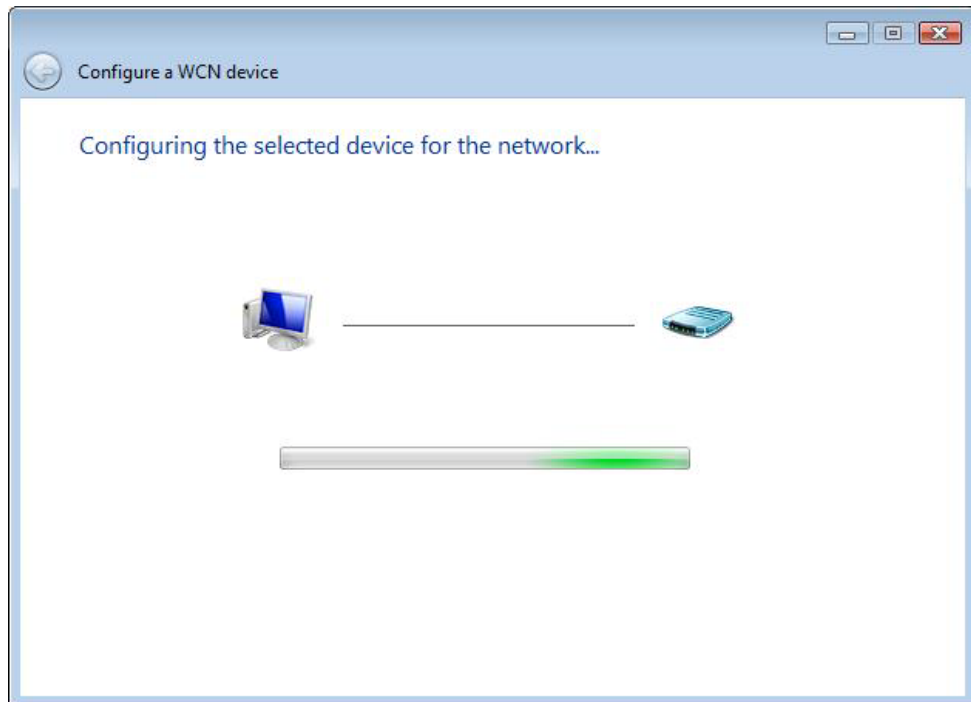 Configure a WCN device
Configuring the selected device for the network...